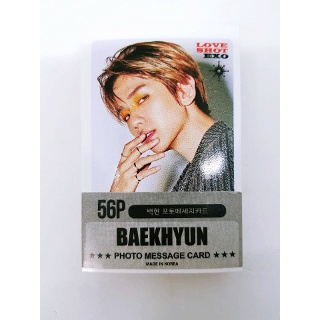 LOVE
SHOT
EXO
56P
백현 포토메세지카드
BAEKHYUN
★★★ PHOTO MESSAGE CARD ★★★
MADE IN KOREA